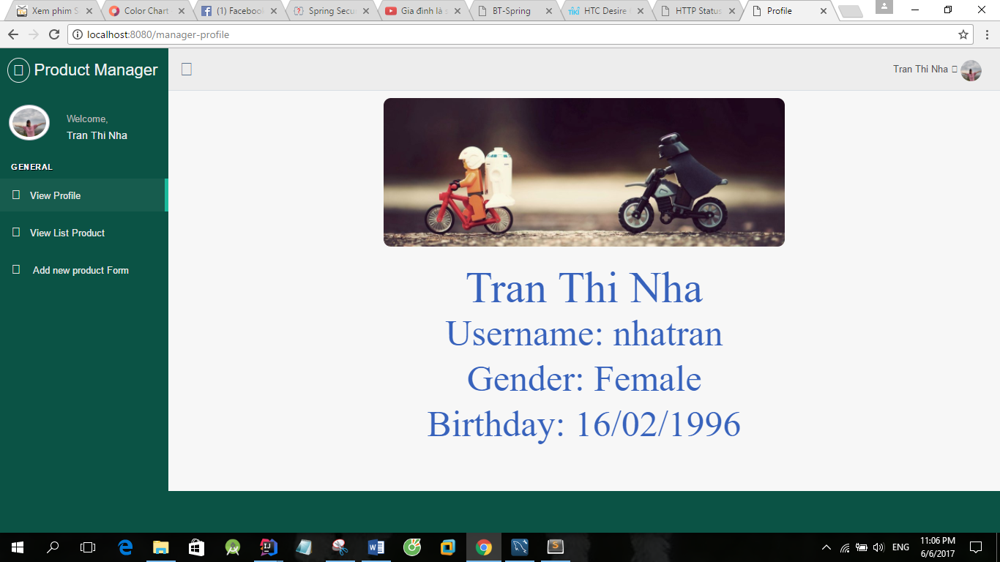 Xem phim S
Color Chart
(1) Faceboo
Spring Secu
Gia đình là s
BT-Spring
HTC Desire
HTTP Status
Profile
localhost:8080/manager-profile
Product Manager
Tran Thi Nha
Welcome,
Tran Thi Nha
GENERAL
View Profile
View List Product
Add new product Form
Tran Thi Nha
Username: nhatran
Gender: Female
Birthday: 16/02/1996
ENG
11:06 PM
6/6/2017